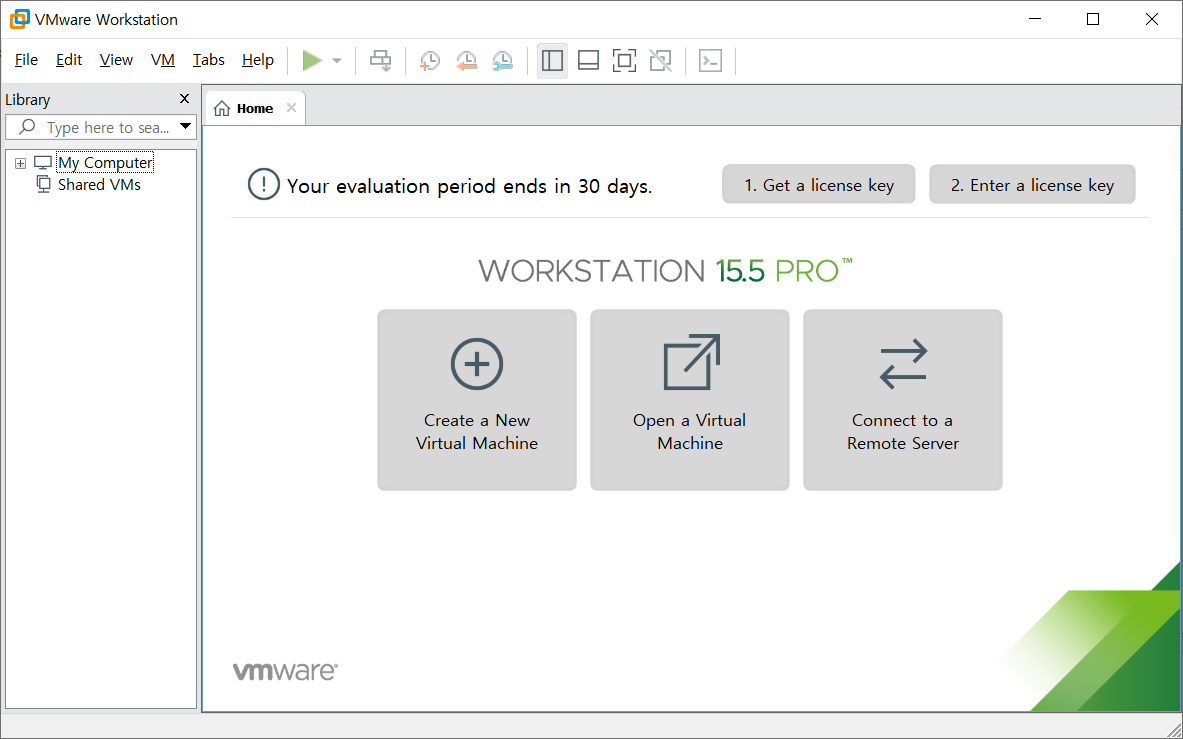 VMware Workstation
File Edit View VM Tabs Help
Library
Type here to sea...
My Computer
Shared VMs
Home
Your evaluation period ends in 30 days.
1. Get a license key
2. Enter a license key
WORKSTATION 15.5 PRO™
Create a New
Virtual Machine
Open a Virtual
Machine
Connect to a
Remote Server
vmware®